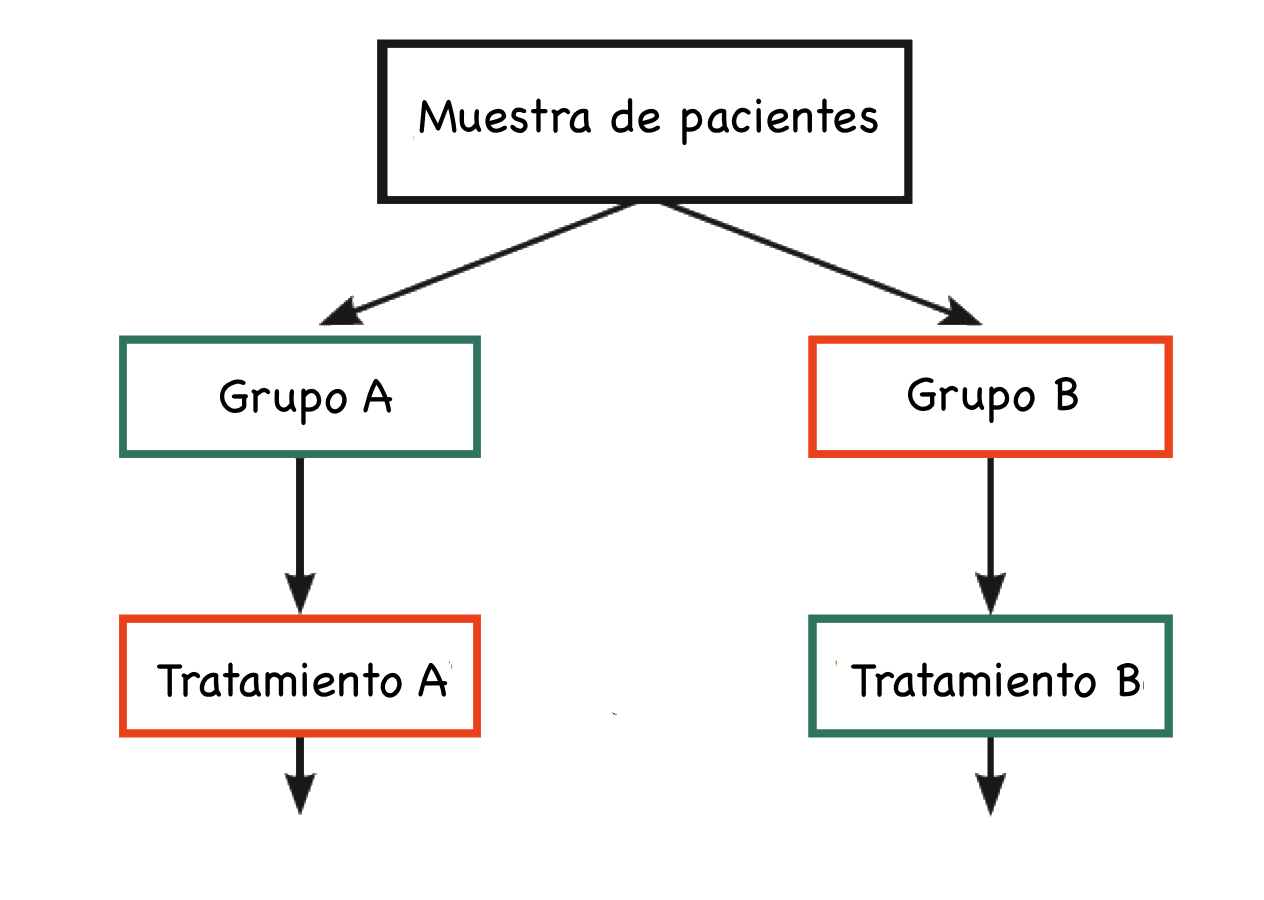 Muestra de pacientes
Grupo A
Grupo B
Tratamiento A
Tratamiento B